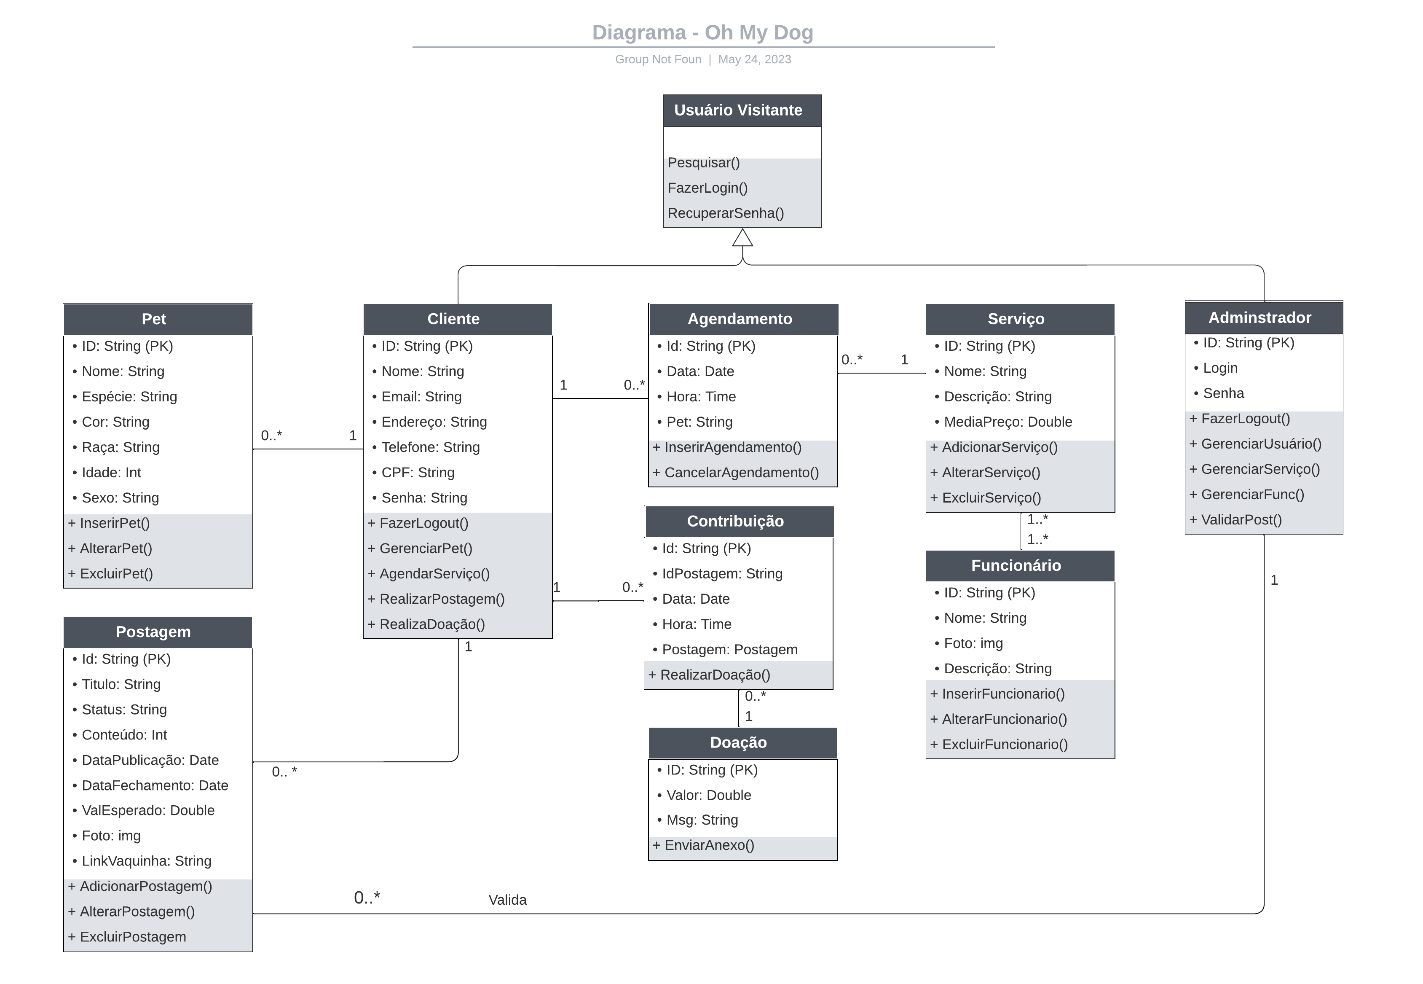 Diagrama - Oh My Dog
Group Not Foun | May 24, 2023
Usuário Visitante
Pesquisar()
FazerLogin()
RecuperarSenha()
Pet
• ID: String (PK)
• Nome: String
• Espécie: String
• Cor: String
• Raça: String
• Idade: Int
• Sexo: String
+ InserirPet()
+ AlterarPet()
+ ExcluirPet()
0..*
1
Cliente
• ID: String (PK)
• Nome: String
• Email: String
• Endereço: String
• Telefone: String
• CPF: String
• Senha: String
+ FazerLogout()
+ GerenciarPet()
+ AgendarServiço()
+ RealizarPostagem()
+ RealizaDoação()
1
0..*
Agendamento
• Id: String (PK)
• Data: Date
• Hora: Time
• Pet: String
+ InserirAgendamento()
+ CancelarAgendamento()
0..*
1
Serviço
• ID: String (PK)
• Nome: String
• Descrição: String
• MediaPreço: Double
+ AdicionarServiço()
+ AlterarServiço()
+ ExcluirServiço()
1..*
1..*
Adminstrador
• ID: String (PK)
• Login
• Senha
+ FazerLogout()
+ GerenciarUsuário()
+ GerenciarServiço()
+ GerenciarFunc()
+ ValidarPost()
1
1
0..*
Contribuição
• Id: String (PK)
• IdPostagem: String
• Data: Date
• Hora: Time
• Postagem: Postagem
+ RealizarDoação()
0..*
1
Funcionário
• ID: String (PK)
• Nome: String
• Foto: img
• Descrição: String
+ InserirFuncionario()
+ AlterarFuncionario()
+ ExcluirFuncionario()
Doação
• ID: String (PK)
• Valor: Double
• Msg: String
+ EnviarAnexo()
Postagem
• Id: String (PK)
• Titulo: String
• Status: String
• Conteúdo: Int
• DataPublicação: Date
• DataFechamento: Date
• ValEsperado: Double
• Foto: img
• LinkVaquinha: String
+ AdicionarPostagem()
+ AlterarPostagem()
+ ExcluirPostagem
1
0.. *
0..*
Valida